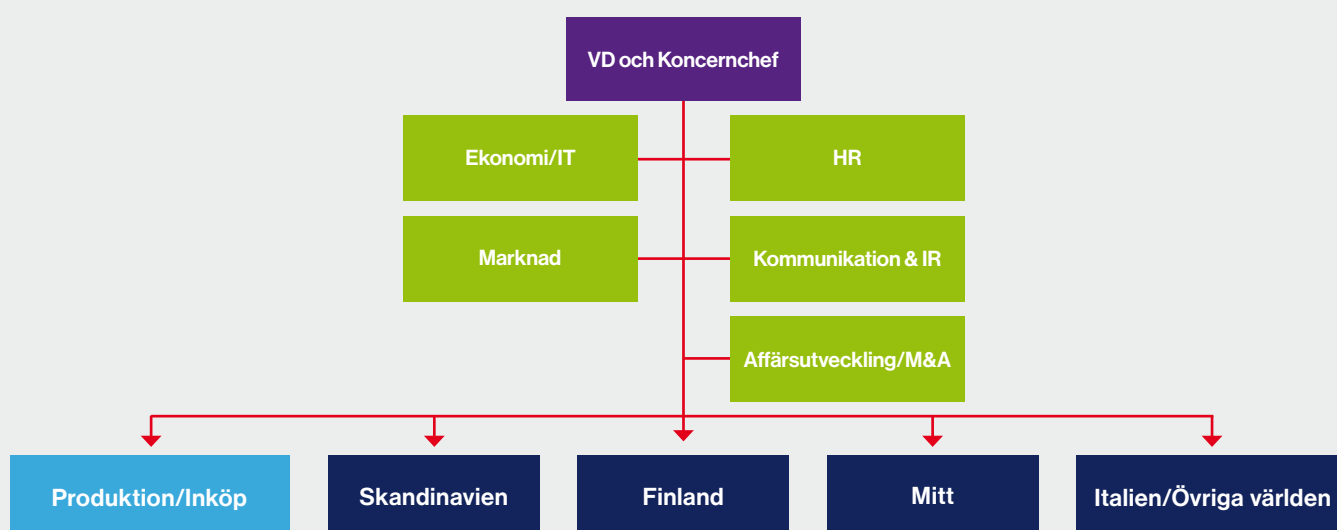 VD och Koncernchef
Ekonomi/IT
HR
Marknad
Kommunikation & IR
Affärsutveckling/M&A
Produktion/Inköp
Skandinavien
Finland
Mitt
Italien/Övriga världen